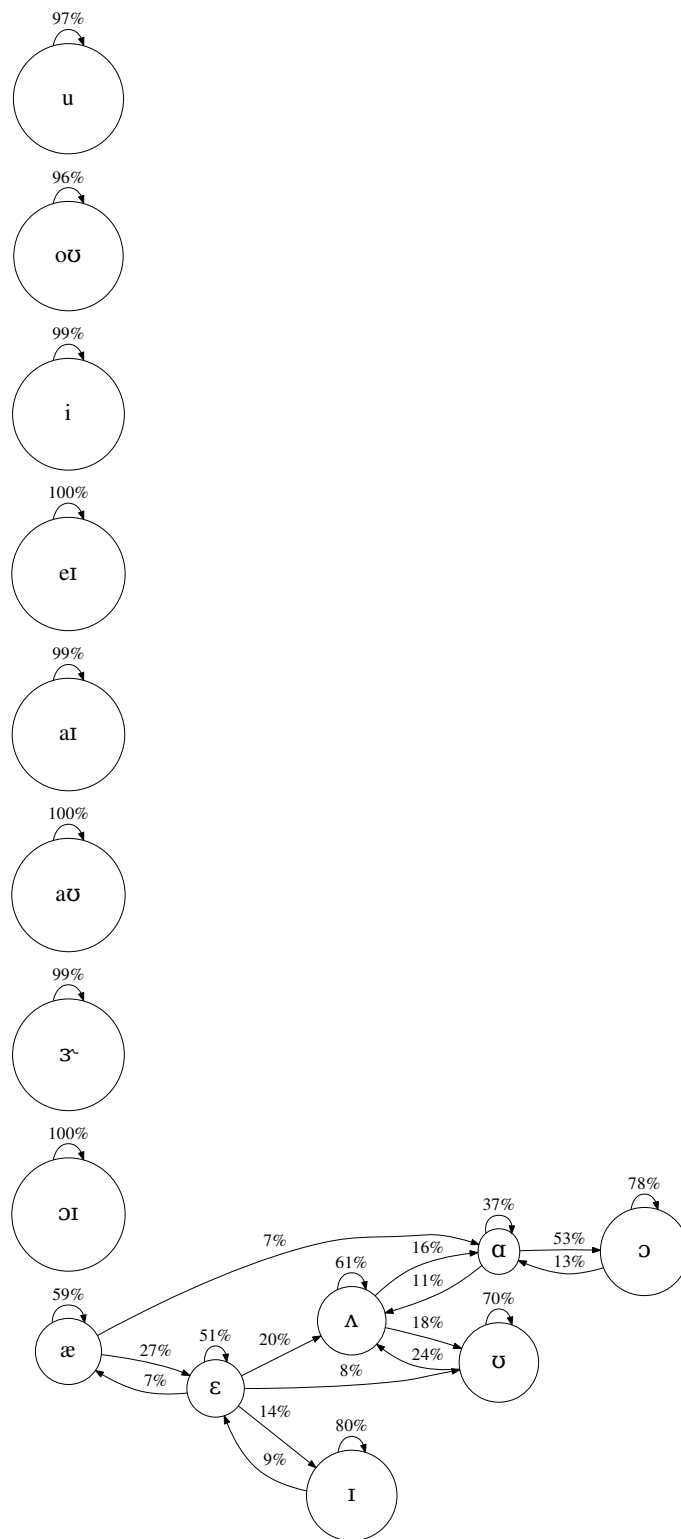 97%
u
96%
oʊ
99%
i
100%
eɪ
99%
aɪ
100%
aʊ
99%
ɝ
100%
ɔɪ
78%
37%
7%
53%
ɑ
ɔ
16%
13%
61%
11%
59%
ʌ
18%
70%
æ
27%
51%
20%
24%
ʊ
7%
ɛ
8%
14%
80%
9%
ɪ